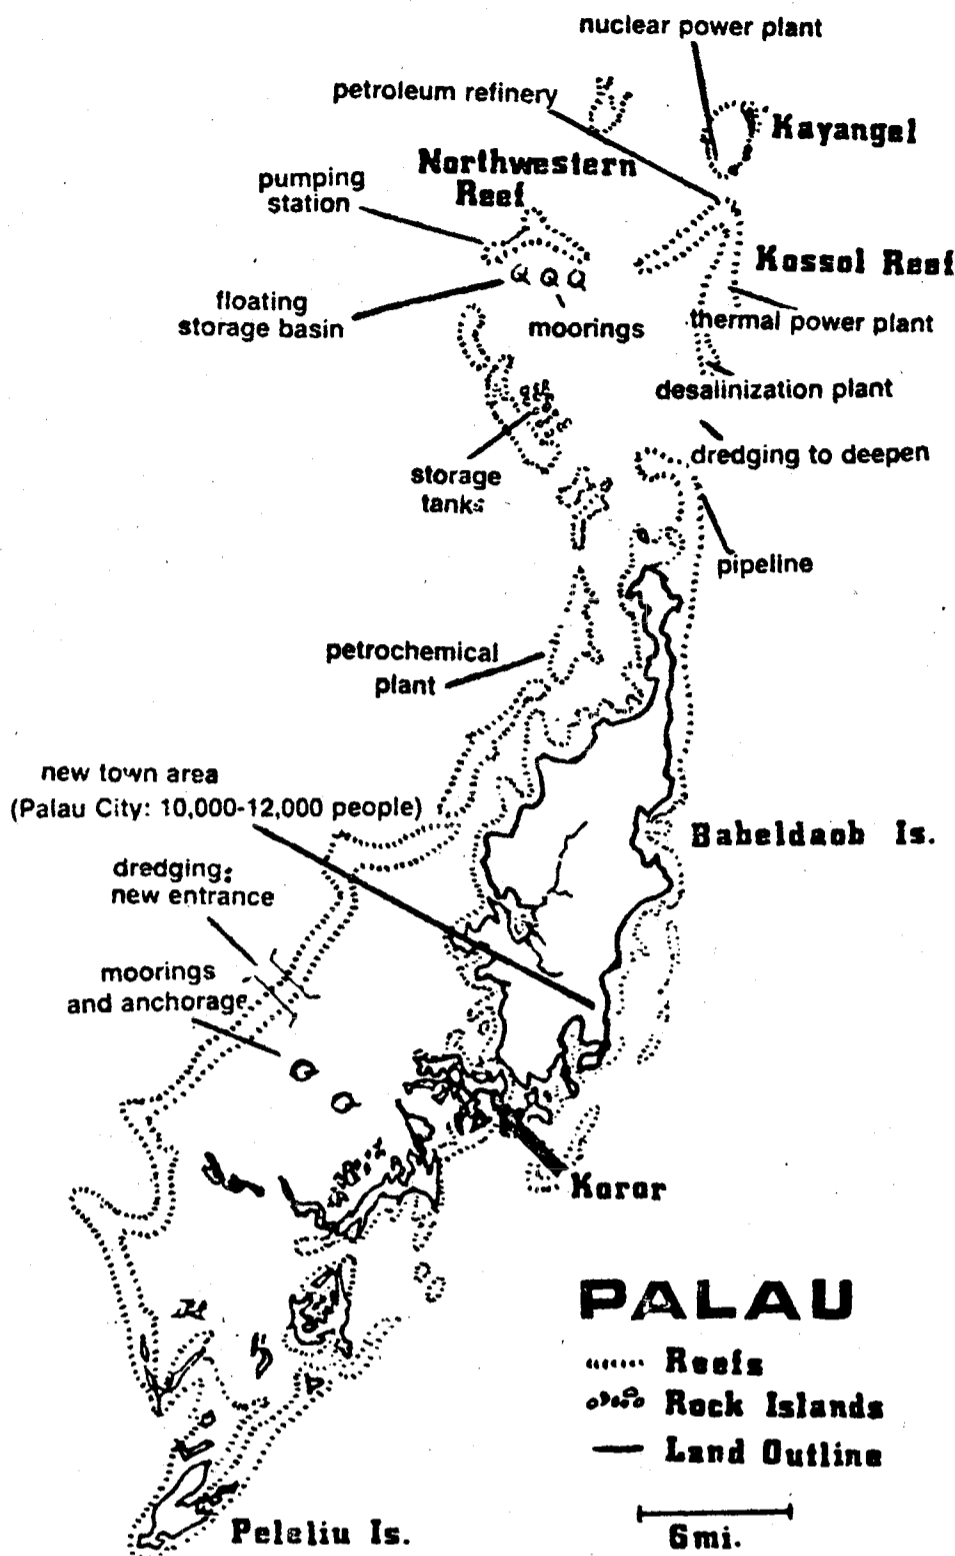 nuclear power plant
petroleum refinery
Kayangel
Northwestern
Reef
pumping
station
Kossol Reef
floating
storage basin
moorings
thermal power plant
desalinization plant
dredging to deepen
storage
tanks
pipeline
petrochemical
plant
new town area
(Palau City: 10,000-12,000 people)
Babeldaob Is.
dredging:
new entrance
moorings
and anchorage
Koror
PALAU
Reefs
Rock Islands
Land Outline
6mi.
Peleliu Is.